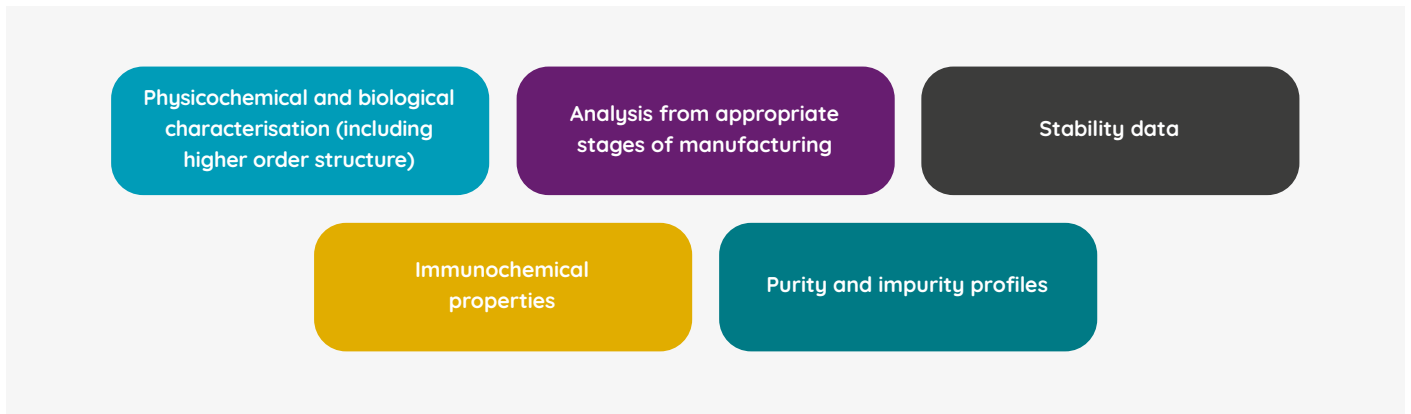 Physicochemical and biological
characterisation (including
higher order structure)
Analysis from appropriate
stages of manufacturing
Stability data
Immunochemical
properties
Purity and impurity profiles